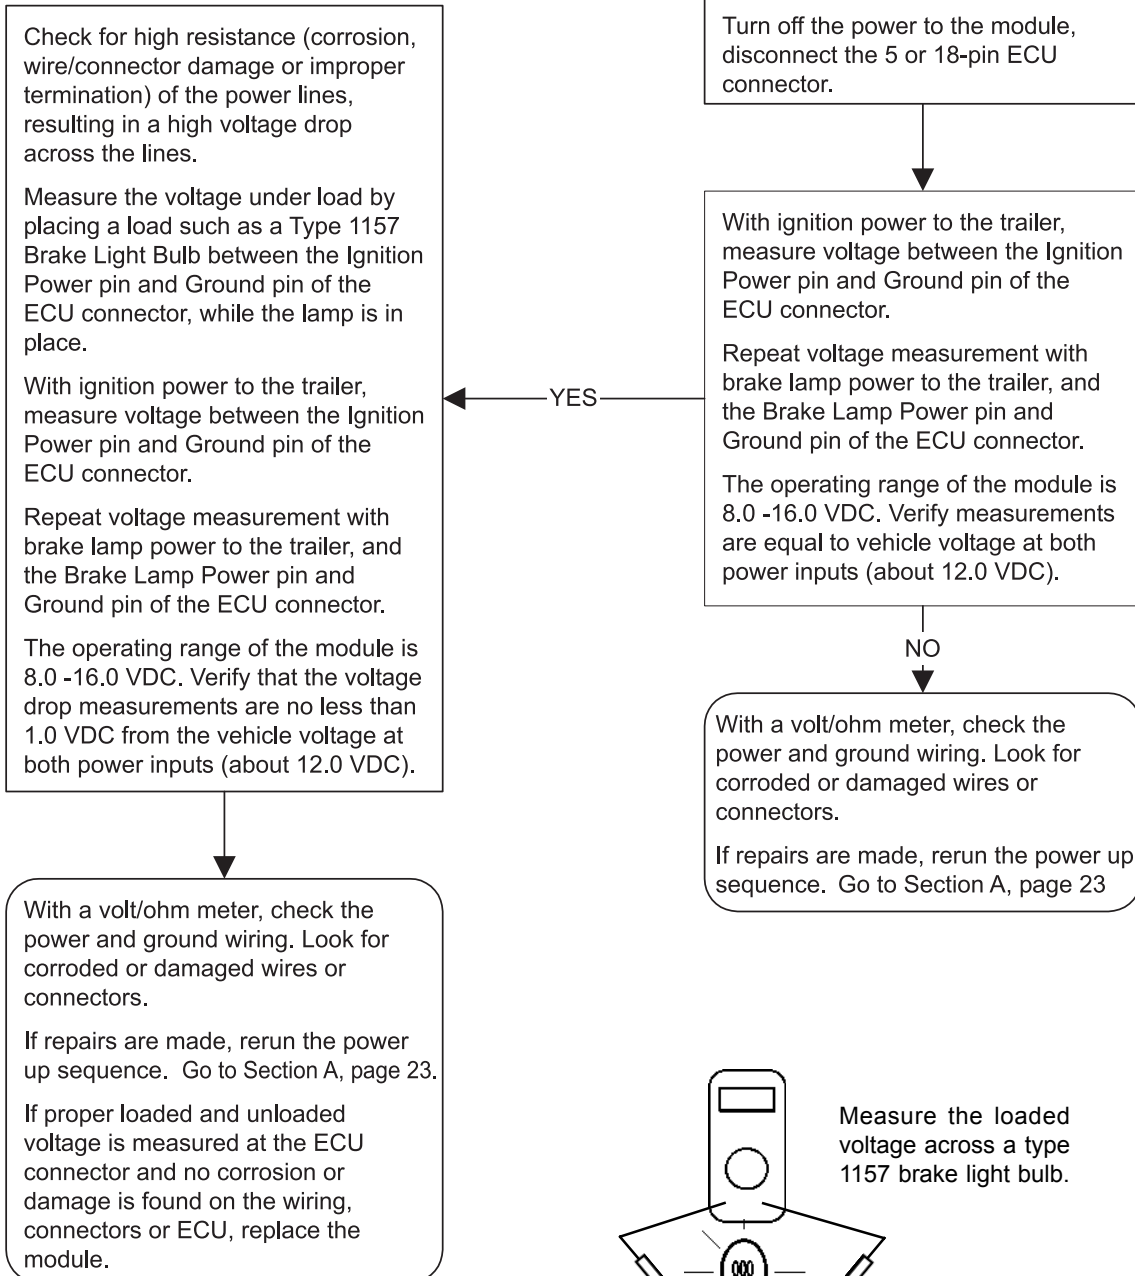 Turn off the power to the module,
disconnect the 5 or 18-pin ECU
connector.
With ignition power to the trailer,
measure voltage between the Ignition
Power pin and Ground pin of the
ECU connector.
Repeat voltage measurement with
brake lamp power to the trailer, and
the Brake Lamp Power pin and
Ground pin of the ECU connector.
The operating range of the module is
8.0 -16.0 VDC. Verify measurements
are equal to vehicle voltage at both
power inputs (about 12.0 VDC).
YES
Check for high resistance (corrosion,
wire/connector damage or improper
termination) of the power lines,
resulting in a high voltage drop
across the lines.
Measure the voltage under load by
placing a load such as a Type 1157
Brake Light Bulb between the Ignition
Power pin and Ground pin of the
ECU connector, while the lamp is in
place.
With ignition power to the trailer,
measure voltage between the Ignition
Power pin and Ground pin of the
ECU connector.
Repeat voltage measurement with
brake lamp power to the trailer, and
the Brake Lamp Power pin and
Ground pin of the ECU connector.
The operating range of the module is
8.0 -16.0 VDC. Verify that the voltage
drop measurements are no less than
1.0 VDC from the vehicle voltage at
both power inputs (about 12.0 VDC).
With a volt/ohm meter, check the
power and ground wiring. Look for
corroded or damaged wires or
connectors.
If repairs are made, rerun the power
up sequence. Go to Section A, page 23.
If proper loaded and unloaded
voltage is measured at the ECU
connector and no corrosion or
damage is found on the wiring,
connectors or ECU, replace the
module.
NO
With a volt/ohm meter, check the
power and ground wiring. Look for
corroded or damaged wires or
connectors.
If repairs are made, rerun the power up
sequence. Go to Section A, page 23
Measure the loaded
voltage across a type
1157 brake light bulb.